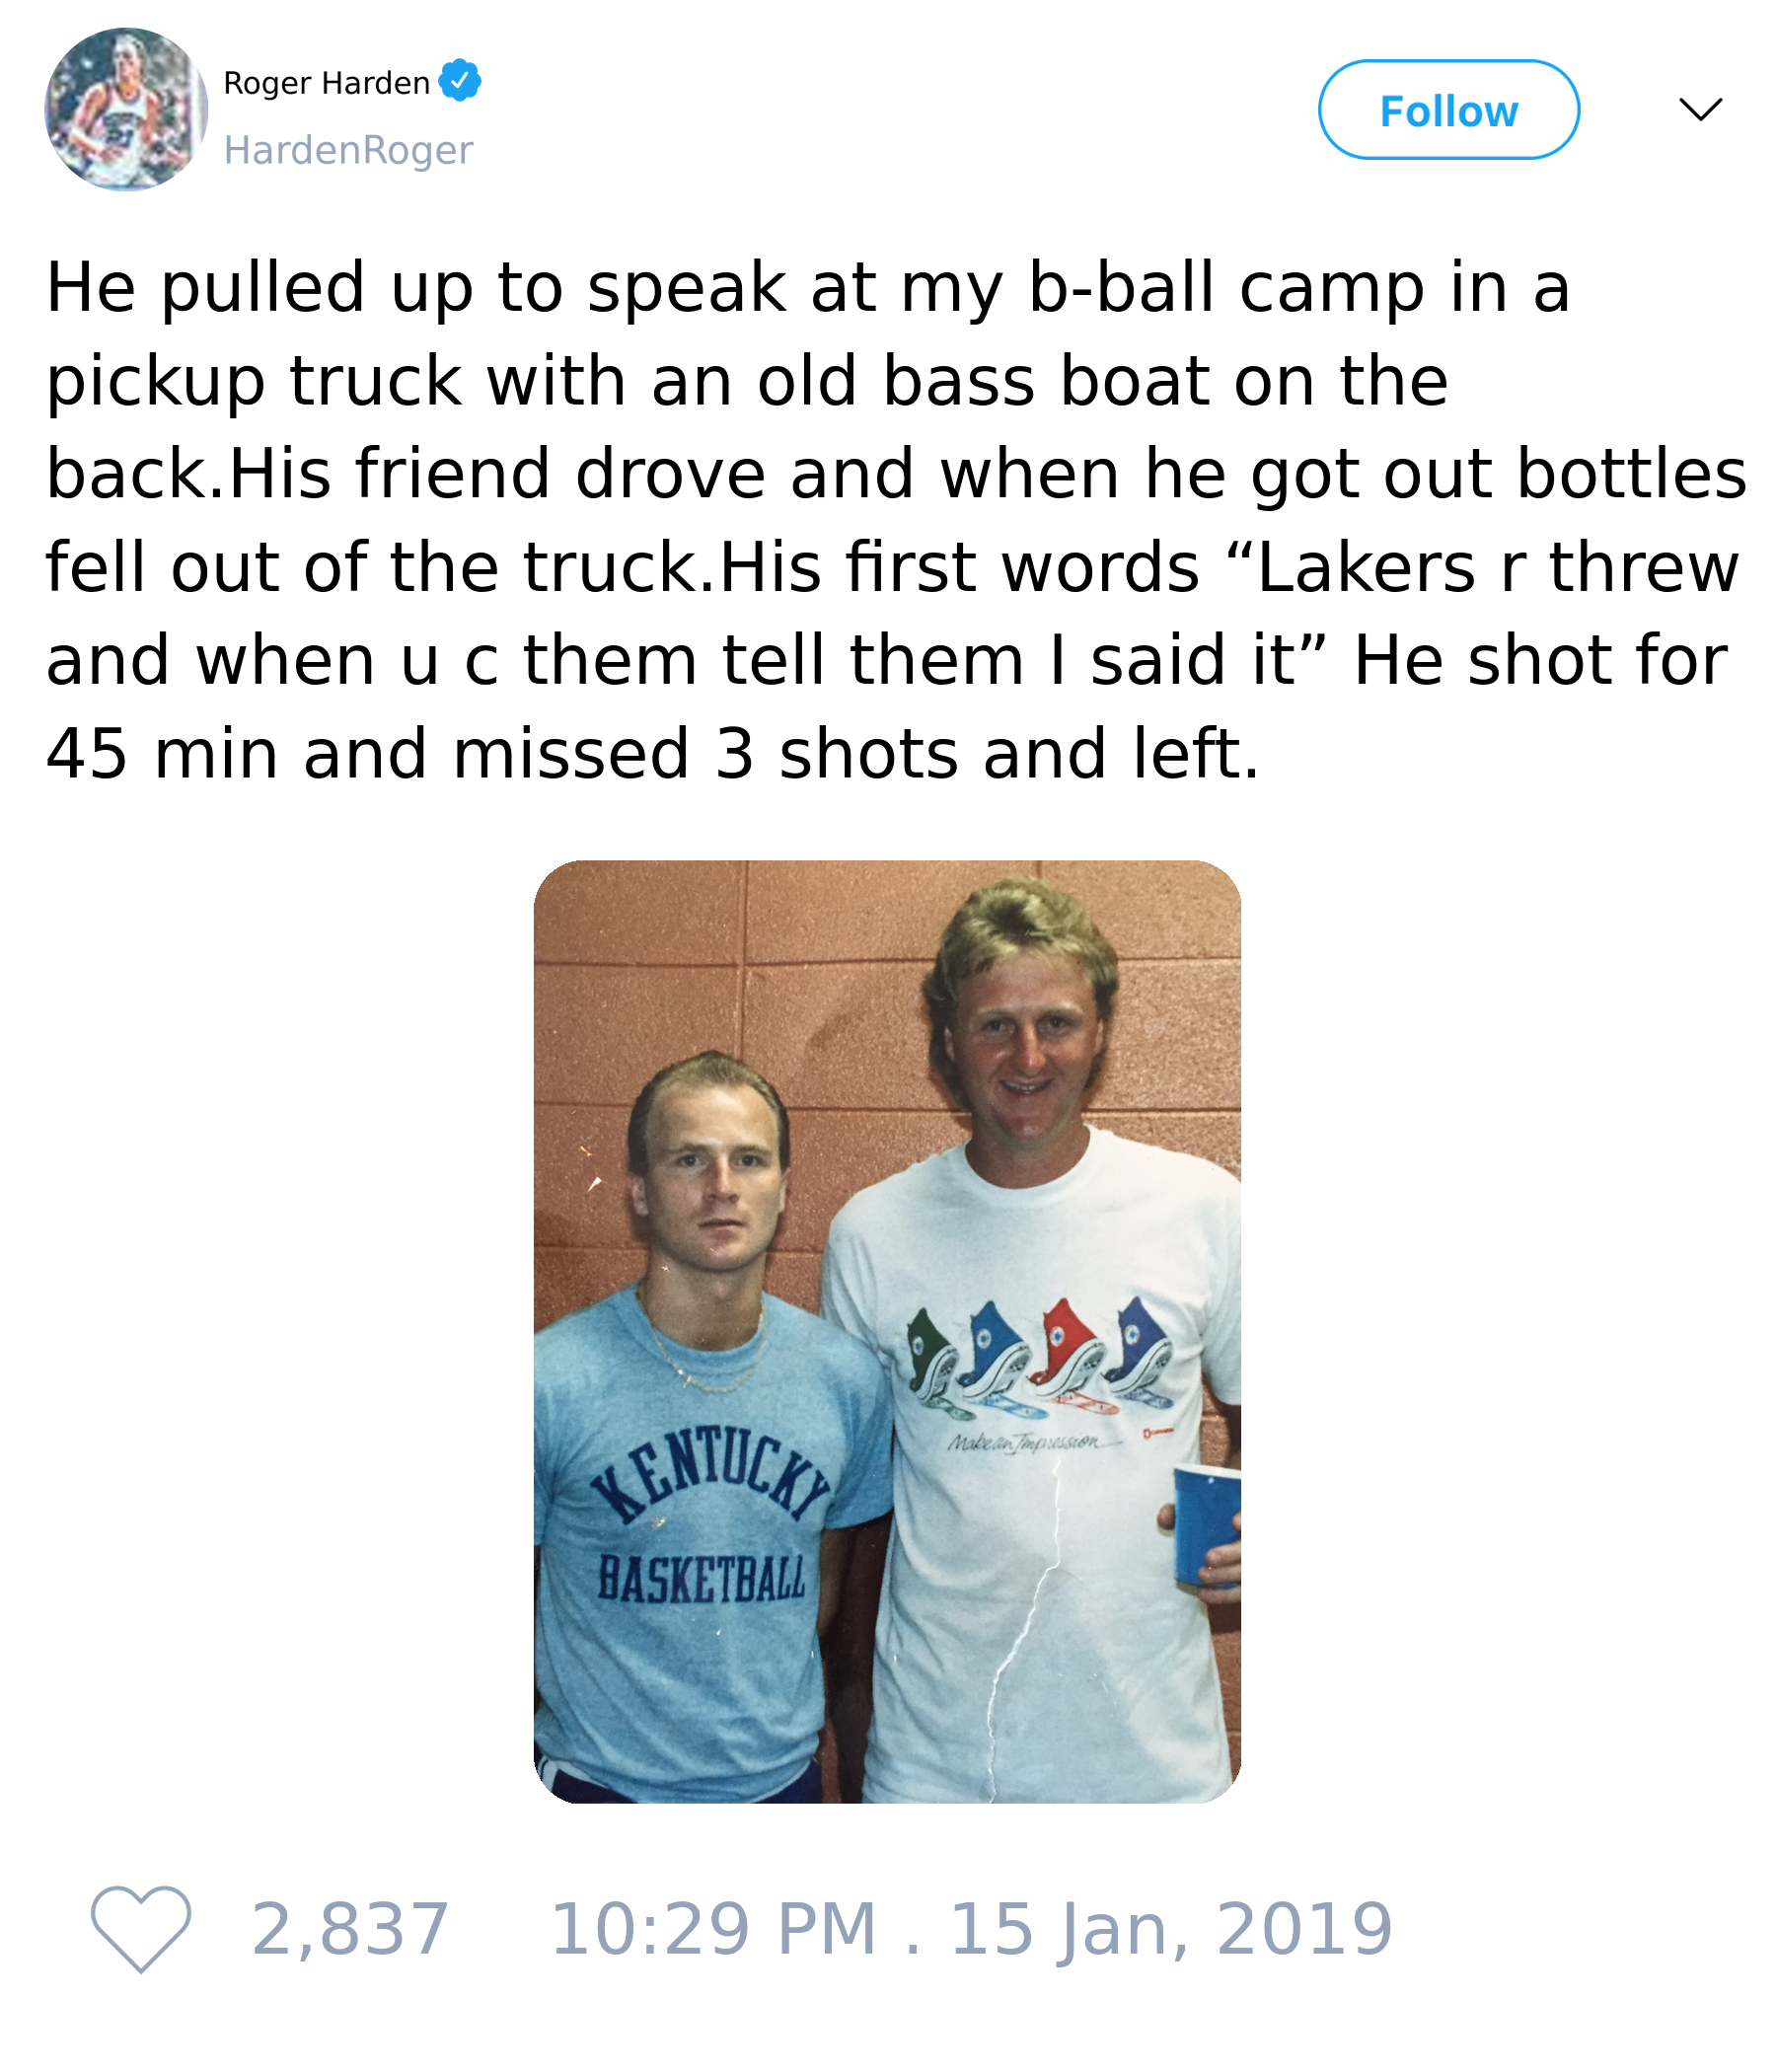 Roger Harden
HardenRoger
Follow
He pulled up to speak at my b-ball camp in a
pickup truck with an old bass boat on the
back.His friend drove and when he got out bottles
fell out of the truck.His first words “Lakers r threw
and when u c them tell them I said it” He shot for
45 min and missed 3 shots and left.
Make an Impression
KENTUCKY
BASKETBALL
2,837 10:29 PM . 15 Jan, 2019